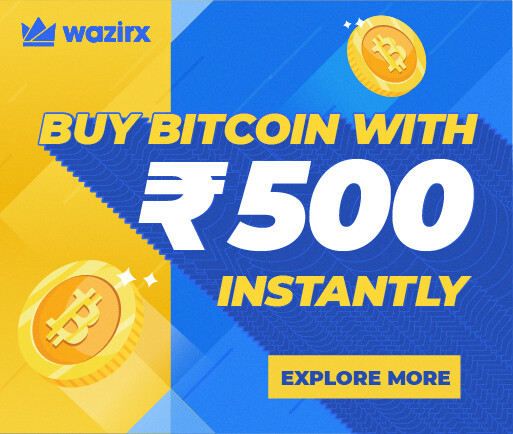 wazirx
BUY BITCOIN WITH
₹500
INSTANTLY
EXPLORE MORE